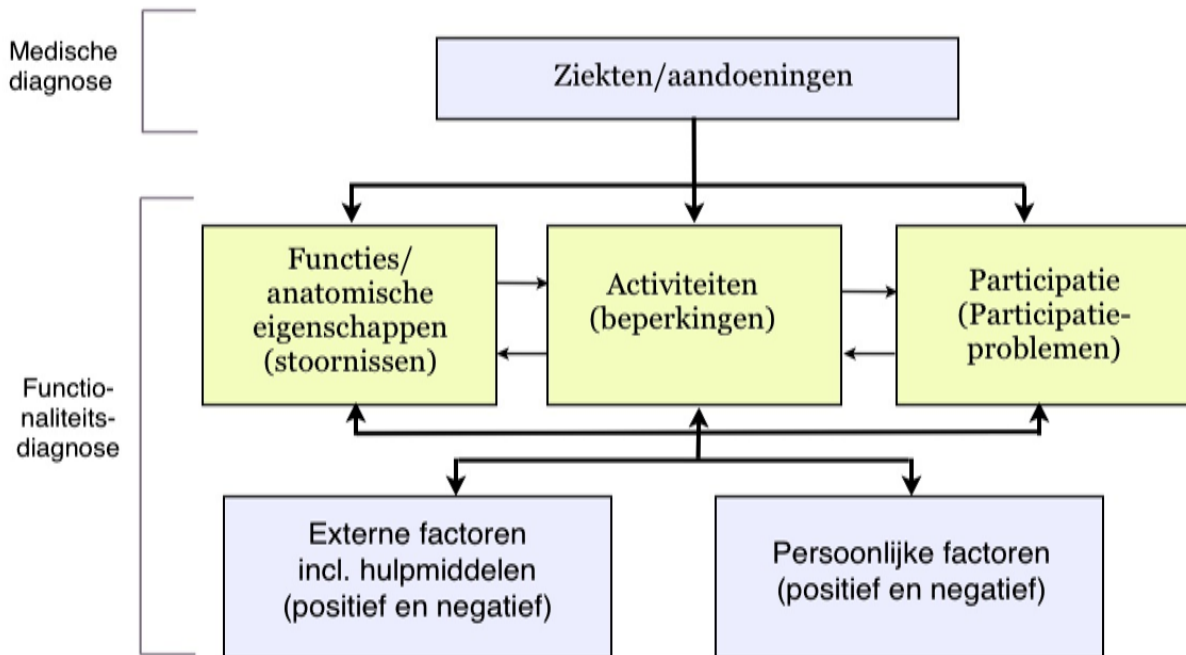 Medische
diagnose
Ziekten/aandoeningen
Functies/
anatomische
eigenschappen
(stoornissen)
Activiteiten
(beperkingen)
Participatie
(Participatie-
problemen)
Functio-
naliteits-
diagnose
Externe factoren
incl. hulpmiddelen
(positief en negatief)
Persoonlijke factoren
(positief en negatief)